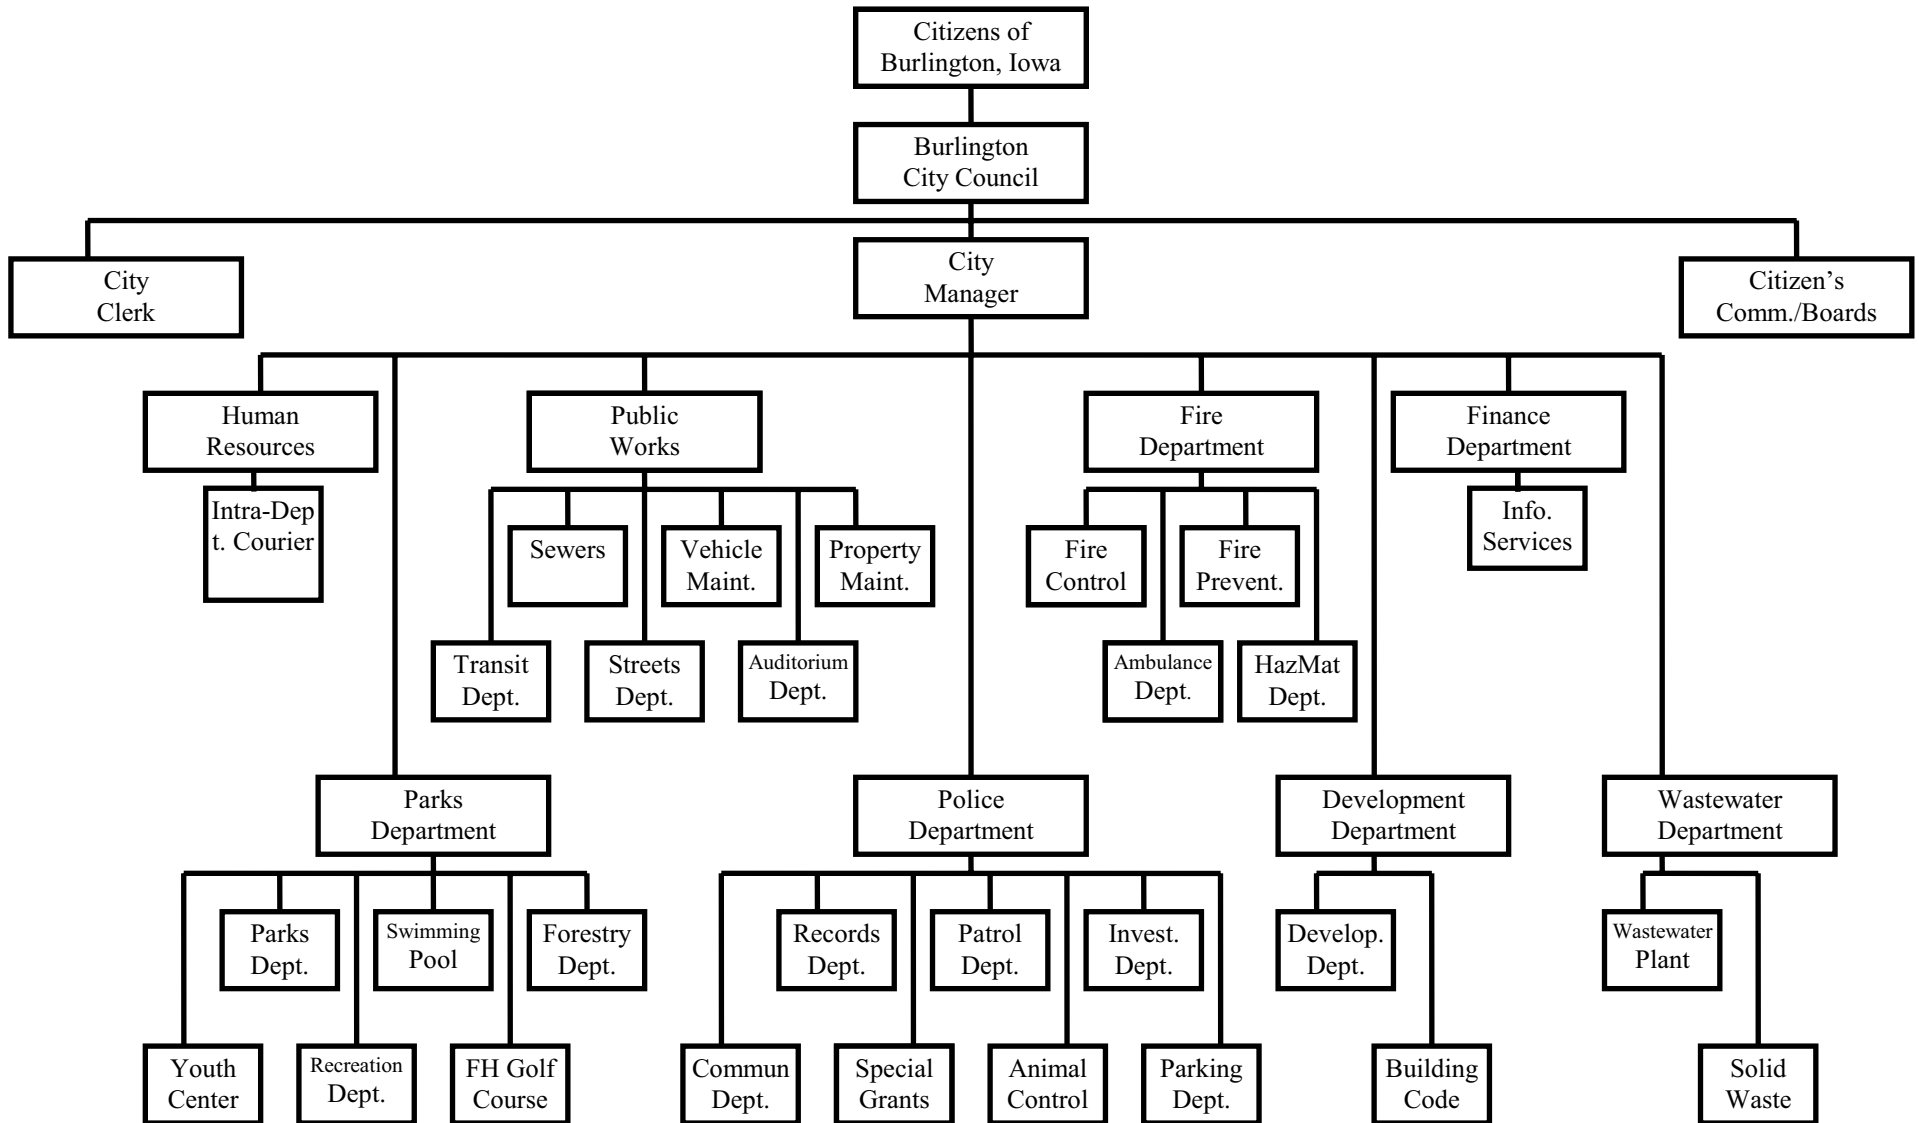 Citizens of
Burlington, Iowa
Burlington
City Council
City
Manager
City
Clerk
Citizen’s
Comm./Boards
Human
Resources
Public
Works
Fire
Department
Finance
Department
Intra-Dep
t. Courier
Info.
Services
Sewers
Vehicle
Maint.
Property
Maint.
Fire
Control
Fire
Prevent.
Transit
Dept.
Streets
Dept.
Auditorium
Dept.
Ambulance
Dept.
HazMat
Dept.
Parks
Department
Police
Department
Development
Department
Wastewater
Department
Parks
Dept.
Swimming
Pool
Forestry
Dept.
Records
Dept.
Patrol
Dept.
Invest.
Dept.
Develop.
Dept.
Wastewater
Plant
Youth
Center
Recreation
Dept.
FH Golf
Course
Commun
Dept.
Special
Grants
Animal
Control
Parking
Dept.
Building
Code
Solid
Waste